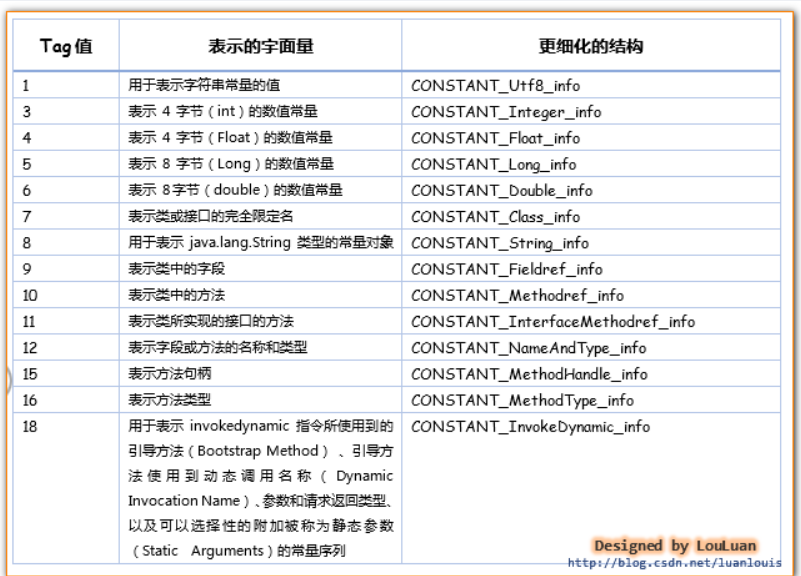 Tag值 表示的字面量 更细化的结构
1 用于表示字符串常量的值 CONSTANT_Utf8_info
3 表示 4 字节（int）的数值常量 CONSTANT_Integer_info
4 表示 4 字节（Float）的数值常量 CONSTANT_Float_info
5 表示 8 字节（Long）的数值常量 CONSTANT_Long_info
6 表示 8字节（double）的数值常量 CONSTANT_Double_info
7 表示类或接口的完全限定名 CONSTANT_Class_info
8 用于表示 java.lang.String 类型的常量对象 CONSTANT_String_info
9 表示类中的字段 CONSTANT_Fieldref_info
10 表示类中的方法 CONSTANT_Methodref_info
11 表示类所实现的接口的方法 CONSTANT_InterfaceMethodref_info
12 表示字段或方法的名称和类型 CONSTANT_NameAndType_info
15 表示方法句柄 CONSTANT_MethodHandle_info
16 表示方法类型 CONSTANT_MethodType_info
18 用于表示 invokedynamic 指令所使用到的 CONSTANT_InvokeDynamic_info
引导方法（Bootstrap Method）、引导方
法使用到动态调用名称（Dynamic
Invocation Name）、参数和请求返回类型、
以及可以选择性的附加被称为静态参数
（Static Arguments）的常量序列
Designed by LouLuan
http://blog.csdn.net/luanlouis